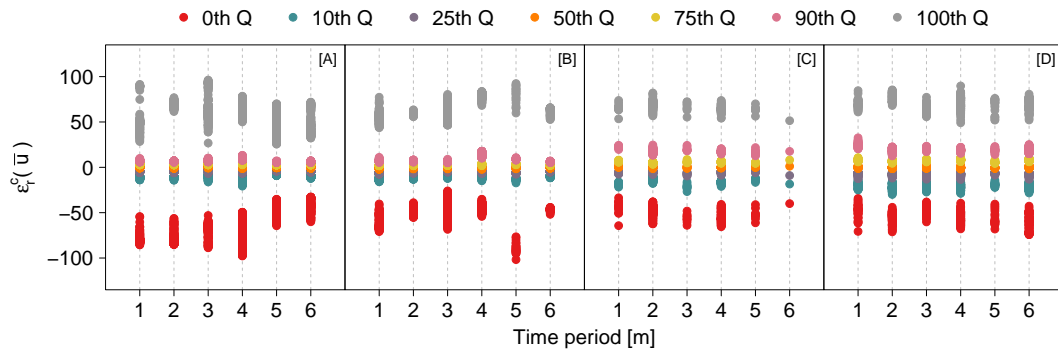 0th Q 10th Q 25th Q 50th Q 75th Q 90th Q 100th Q
[A] [B] [C] [D]
100
50
0
−50
−100
ε_r^c( u̅ )
1 2 3 4 5 6 1 2 3 4 5 6 1 2 3 4 5 6 1 2 3 4 5 6
Time period [m]